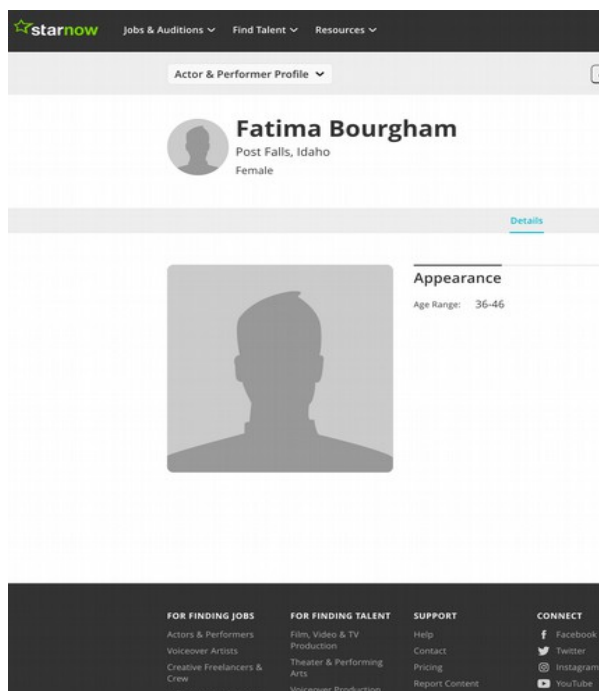 starnow Jobs & Auditions Find Talent Resources
Actor & Performer Profile
Fatima Bourgham
Post Falls, Idaho
Female
Details
Appearance
Age Range: 36-46
FOR FINDING JOBS
Actors & Performers
Voiceover Artists
Creative Freelancers &
Crew
FOR FINDING TALENT
Film, Video & TV
Production
Theater & Performing
Arts
Voiceover Production
SUPPORT
Help
Contact
Pricing
Report Content
CONNECT
Facebook
Twitter
Instagram
YouTube